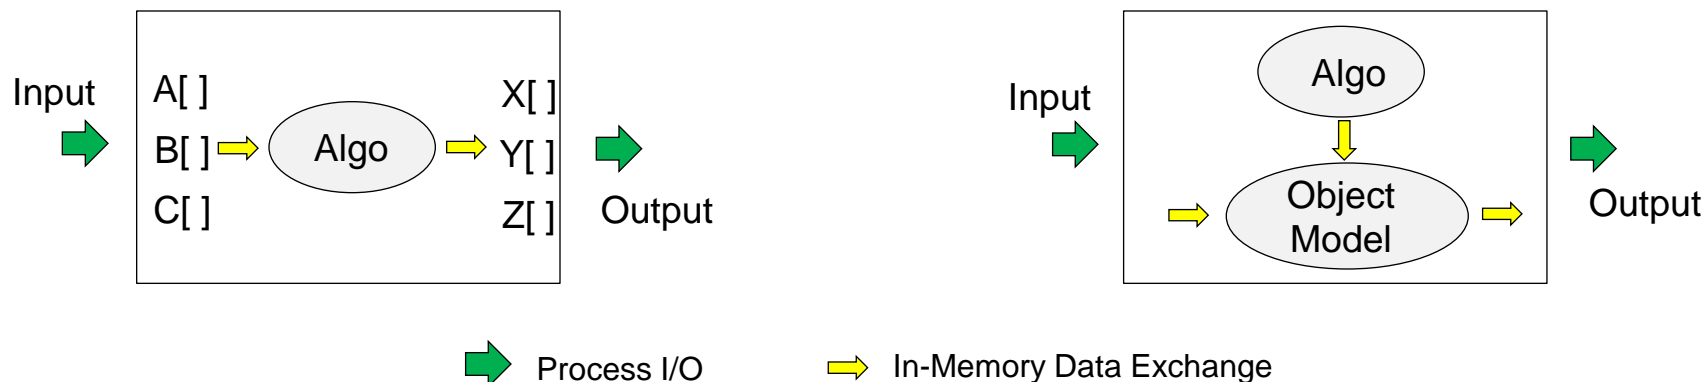 Input
A[ ]
B[ ]
C[ ]
Algo
X[ ]
Y[ ]
Z[ ]
Output
Input
Algo
Object
Model
Output
Process I/O
In-Memory Data Exchange